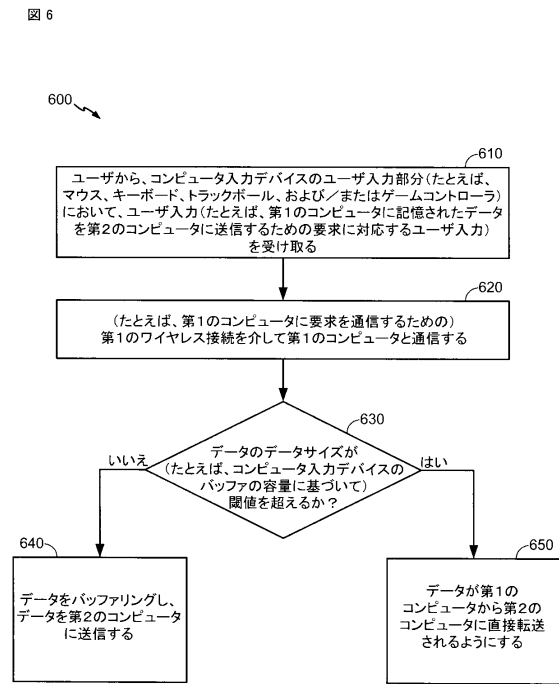 図 6
600
610
ユーザから、コンピュータ入力デバイスのユーザ入力部分(たとえば、
マウス、キーボード、トラックボール、および/またはゲームコントローラ)
において、ユーザ入力(たとえば、第1のコンピュータに記憶されたデータ
を第2のコンピュータに送信するための要求に対応するユーザ入力)
を受け取る
620
(たとえば、第1のコンピュータに要求を通信するための)
第1のワイヤレス接続を介して第1のコンピュータと通信する
630
データのデータサイズが
(たとえば、コンピュータ入力デバイスの
バッファの容量に基づいて)
閾値を超えるか?
いいえ
はい
640
データをバッファリングし、
データを第2のコンピュータ
に送信する
650
データが第1の
コンピュータから第2の
コンピュータに直接転送
されるようにする